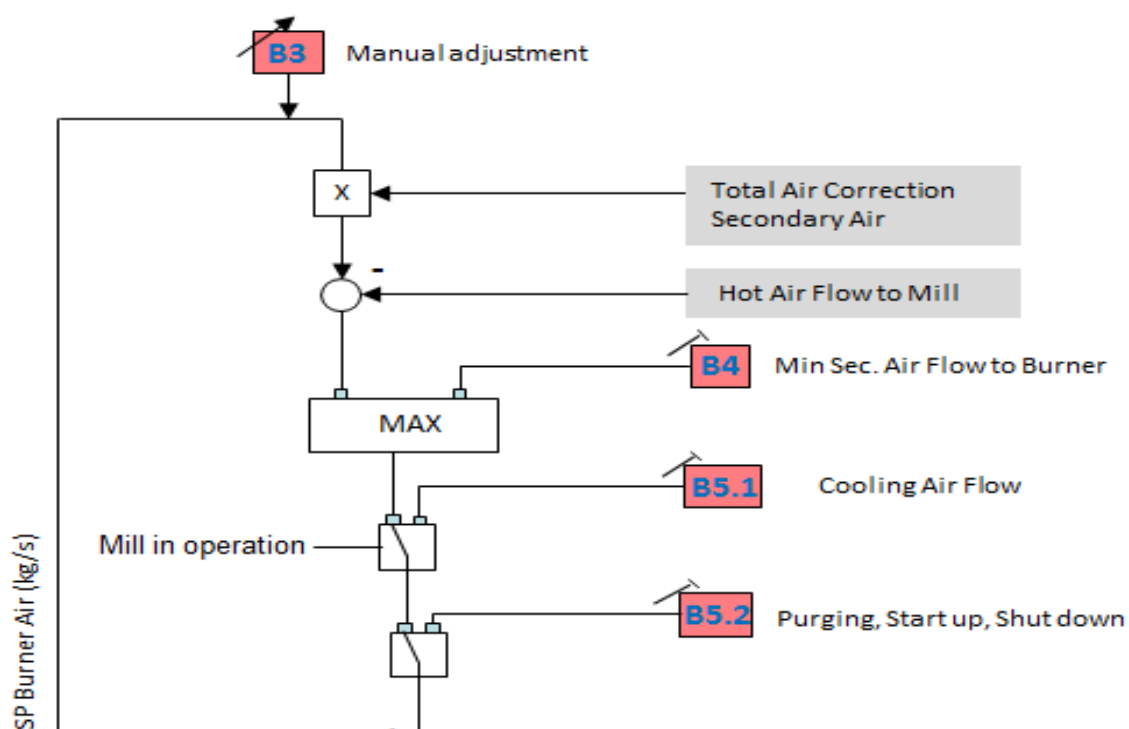 B3 Manual adjustment
X
Total Air Correction
Secondary Air
-
Hot Air Flow to Mill
B4 Min Sec. Air Flow to Burner
MAX
B5.1 Cooling Air Flow
Mill in operation
B5.2 Purging, Start up, Shut down
SP Burner Air (kg/s)